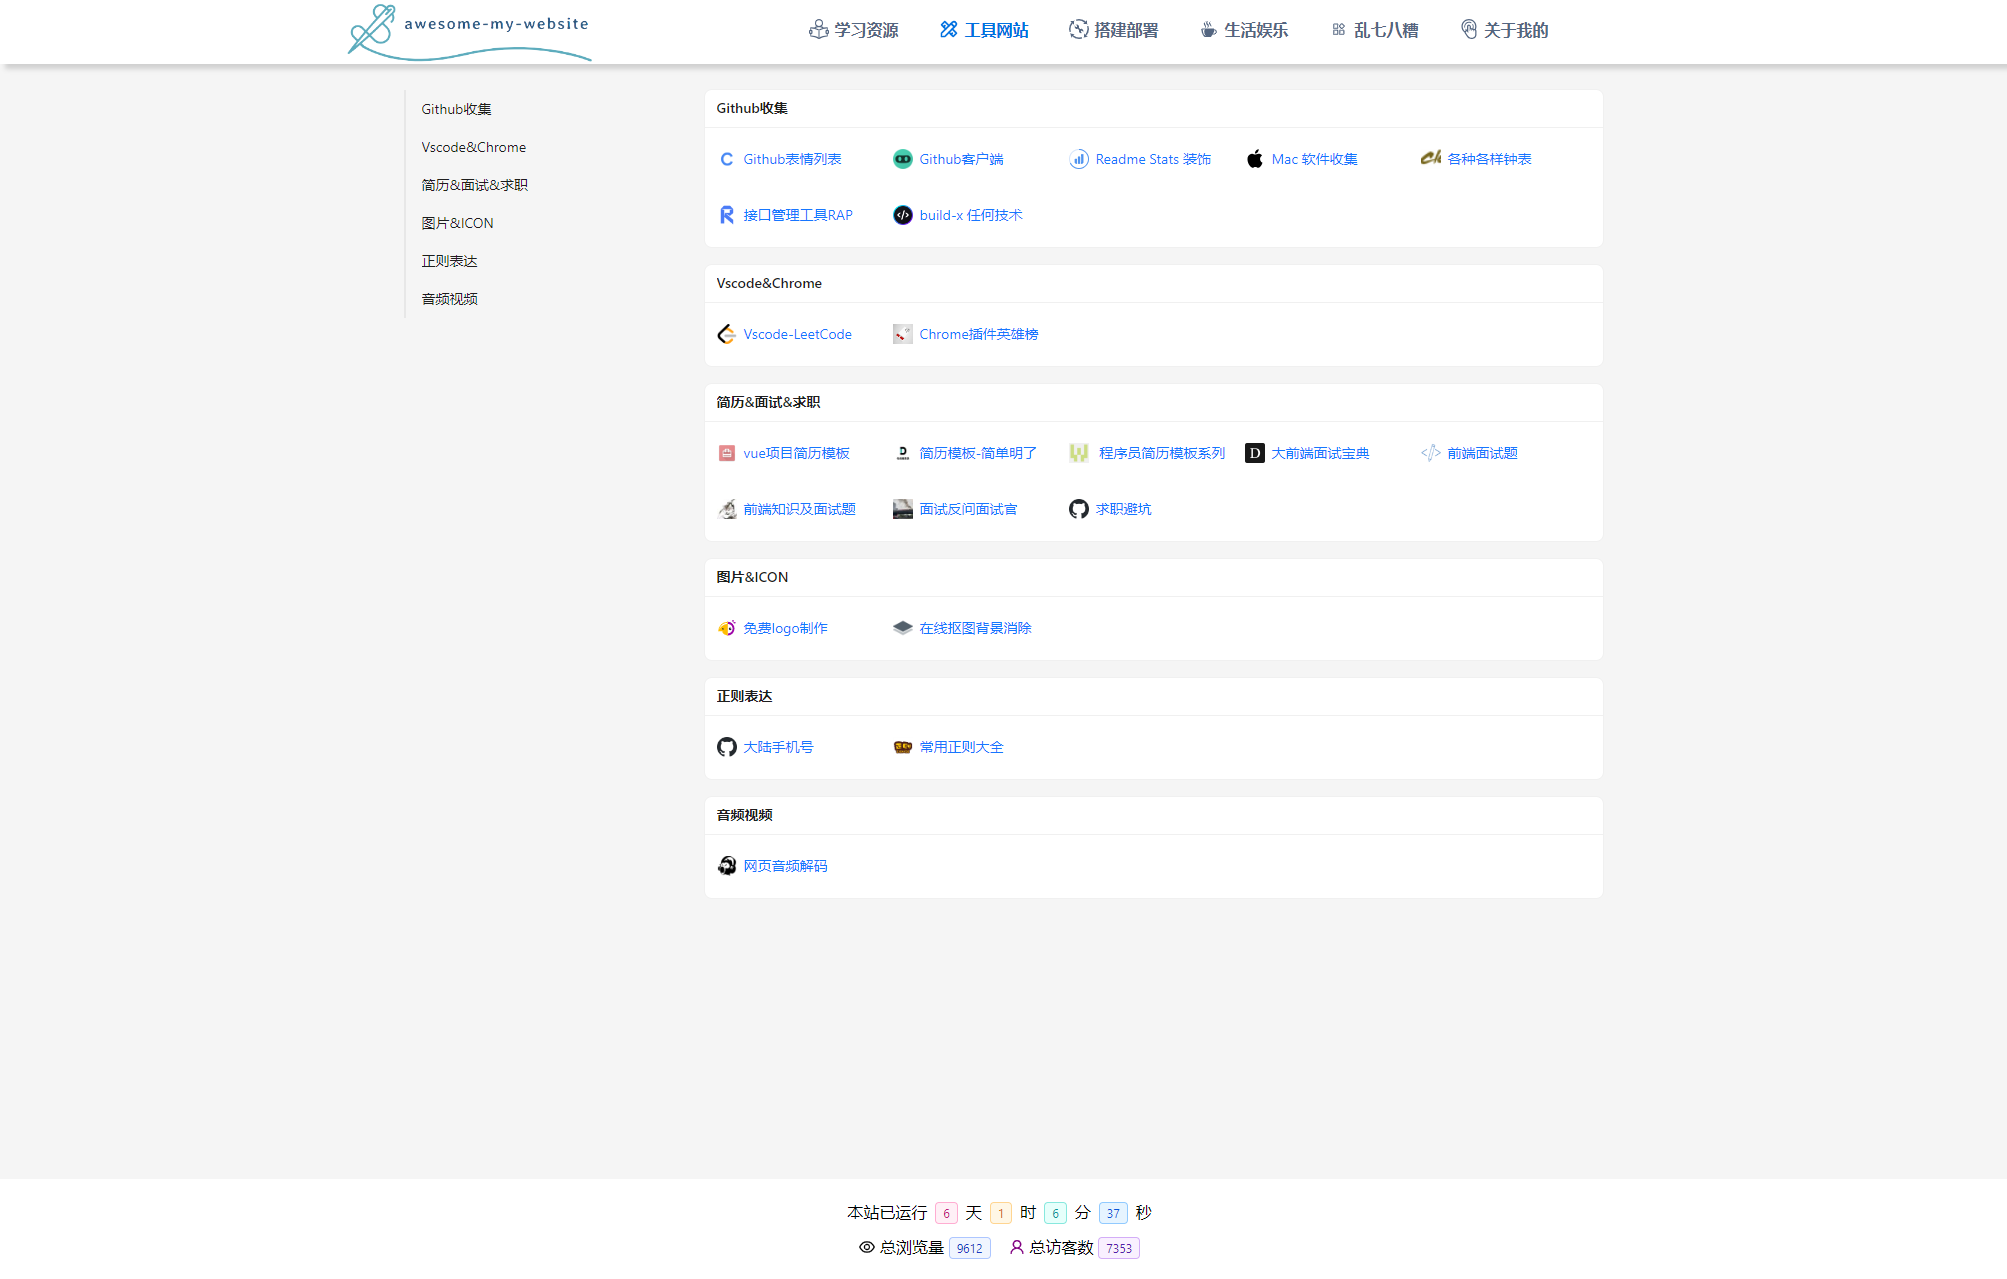 awesome-my-website
学习资源 工具网站 搭建部署 生活娱乐 乱七八糟 关于我的
Github收集
Vscode&Chrome
简历&面试&求职
图片&ICON
正则表达
音频视频
Github收集
Github表情列表 Github客户端 Readme Stats 装饰 Mac 软件收集 各种各样钟表
接口管理工具RAP build-x 任何技术
Vscode&Chrome
Vscode-LeetCode Chrome插件英雄榜
简历&面试&求职
vue项目简历模板 简历模板-简单明了 程序员简历模板系列 大前端面试宝典 前端面试题
前端知识及面试题 面试反问面试官 求职避坑
图片&ICON
免费logo制作 在线抠图背景消除
正则表达
大陆手机号 常用正则大全
音频视频
网页音频解码
本站已运行 6 天 1 时 6 分 37 秒
总浏览量 9612 总访客数 7353